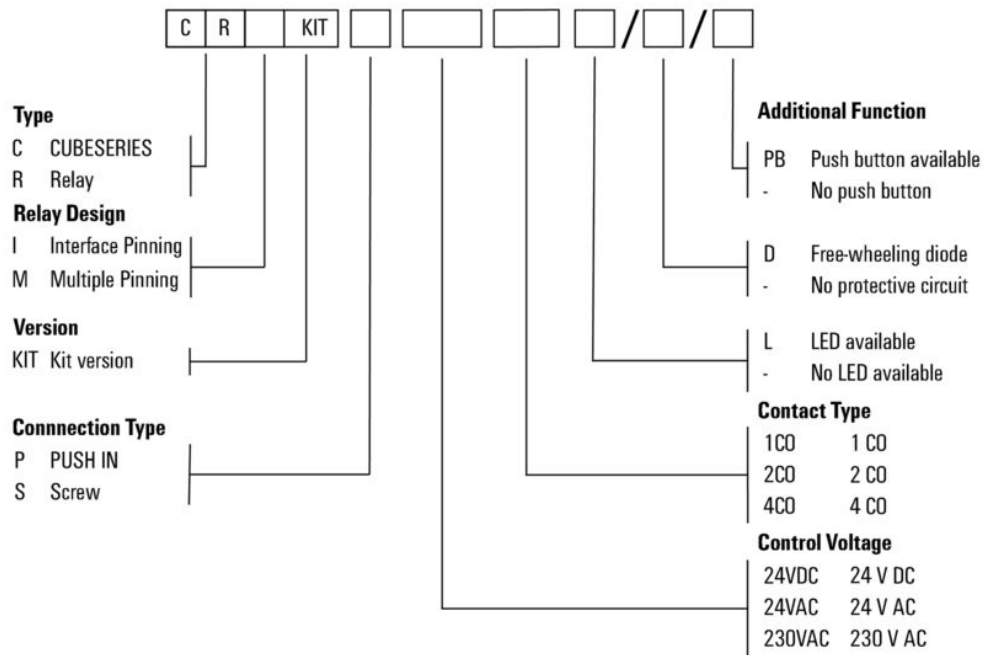 C R KIT / /
Type
C CUBESERIES
R Relay
Relay Design
I Interface Pinning
M Multiple Pinning
Version
KIT Kit version
Connnection Type
P PUSH IN
S Screw
Additional Function
PB Push button available
- No push button
D Free-wheeling diode
- No protective circuit
L LED available
- No LED available
Contact Type
1CO 1 CO
2CO 2 CO
4CO 4 CO
Control Voltage
24VDC 24 V DC
24VAC 24 V AC
230VAC 230 V AC